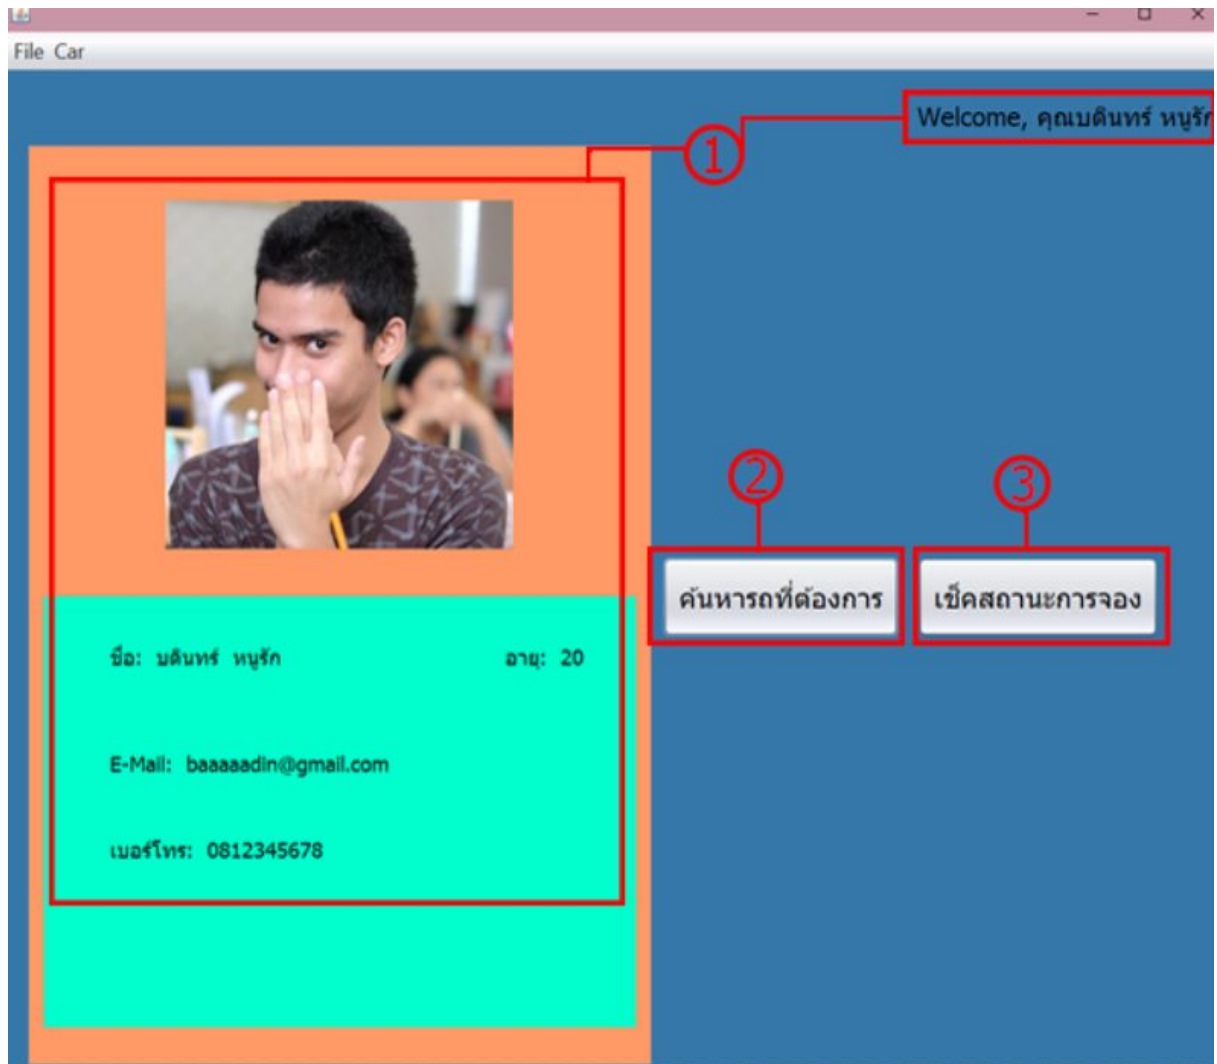 File Car
Welcome, คุณบดินทร์ หนูรัก
1
2
3
ค้นหารถที่ต้องการ
เช็คสถานะการจอง
ชื่อ: บดินทร์ หนูรัก อายุ: 20
E-Mail: baaaaadin@gmail.com
เบอร์โทร: 0812345678